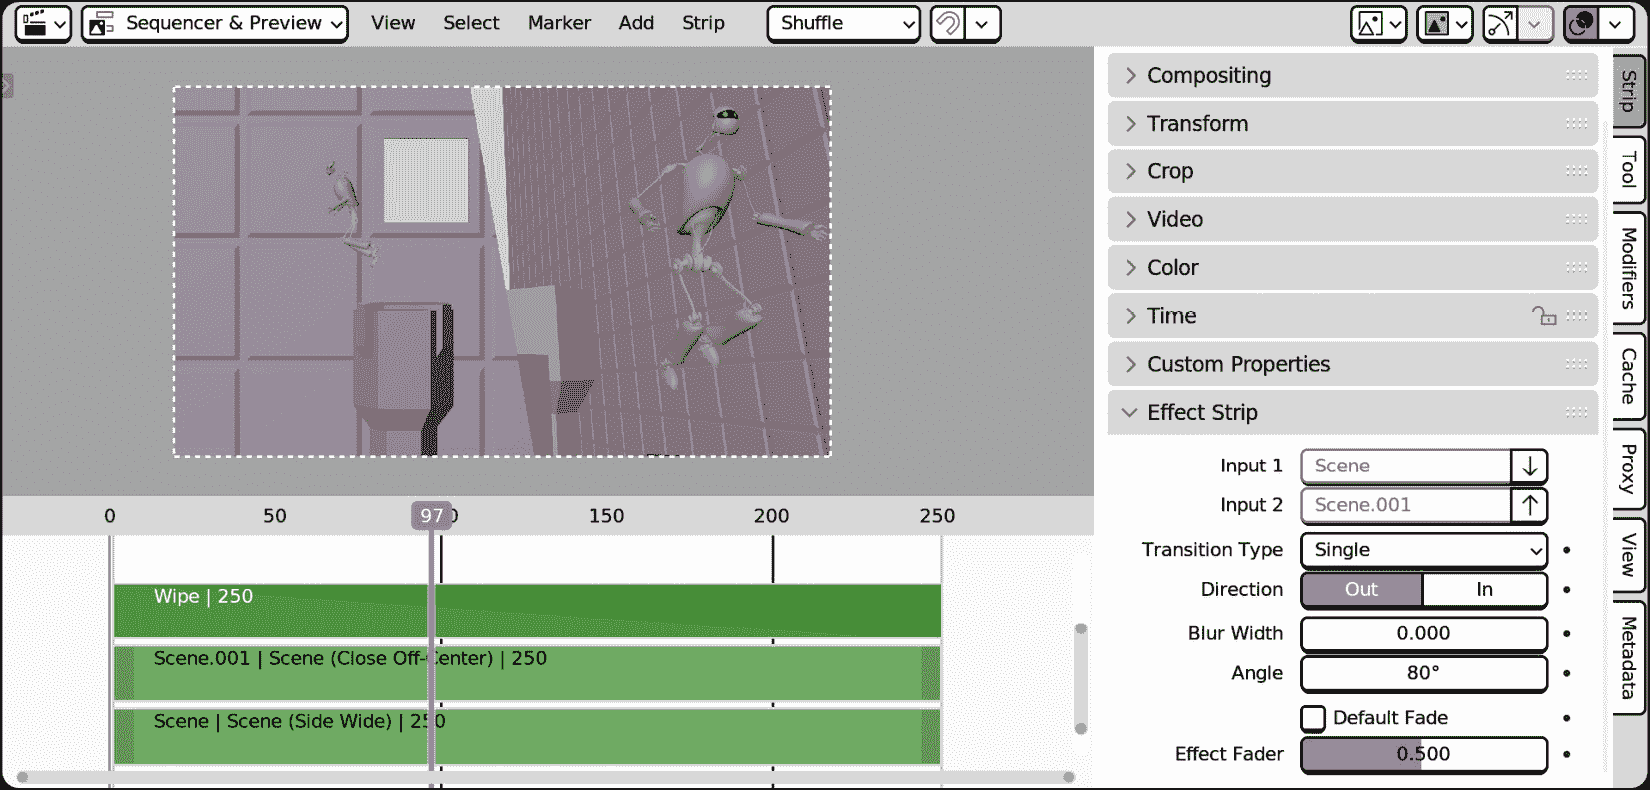 Sequencer & Preview View Select Marker Add Strip Shuffle
Compositing
Transform
Crop
Video
Color
Time
Custom Properties
Effect Strip
Input 1 Scene
Input 2 Scene.001
Transition Type Single
Direction Out In
Blur Width 0.000
Angle 80°
Default Fade
Effect Fader 0.500
Strip
Tool
Modifiers
Cache
Proxy
View
Metadata
0 50 97 150 200 250
Wipe | 250
Scene.001 | Scene (Close Off-Center) | 250
Scene | Scene (Side Wide) | 250